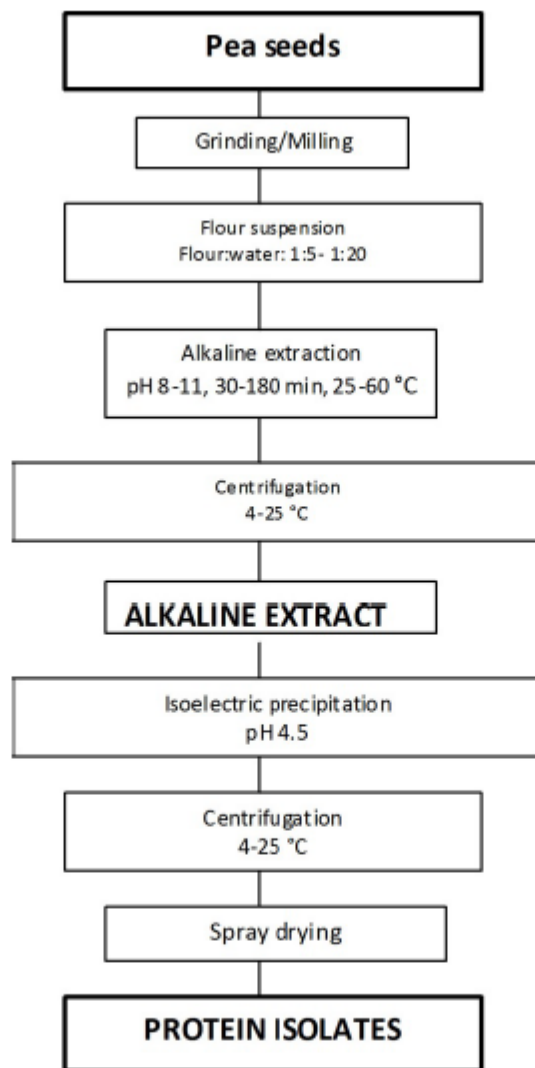 Pea seeds
Grinding/Milling
Flour suspension
Flour:water: 1:5- 1:20
Alkaline extraction
pH 8-11, 30-180 min, 25-60 °C
Centrifugation
4-25 °C
ALKALINE EXTRACT
Isoelectric precipitation
pH 4.5
Centrifugation
4-25 °C
Spray drying
PROTEIN ISOLATES